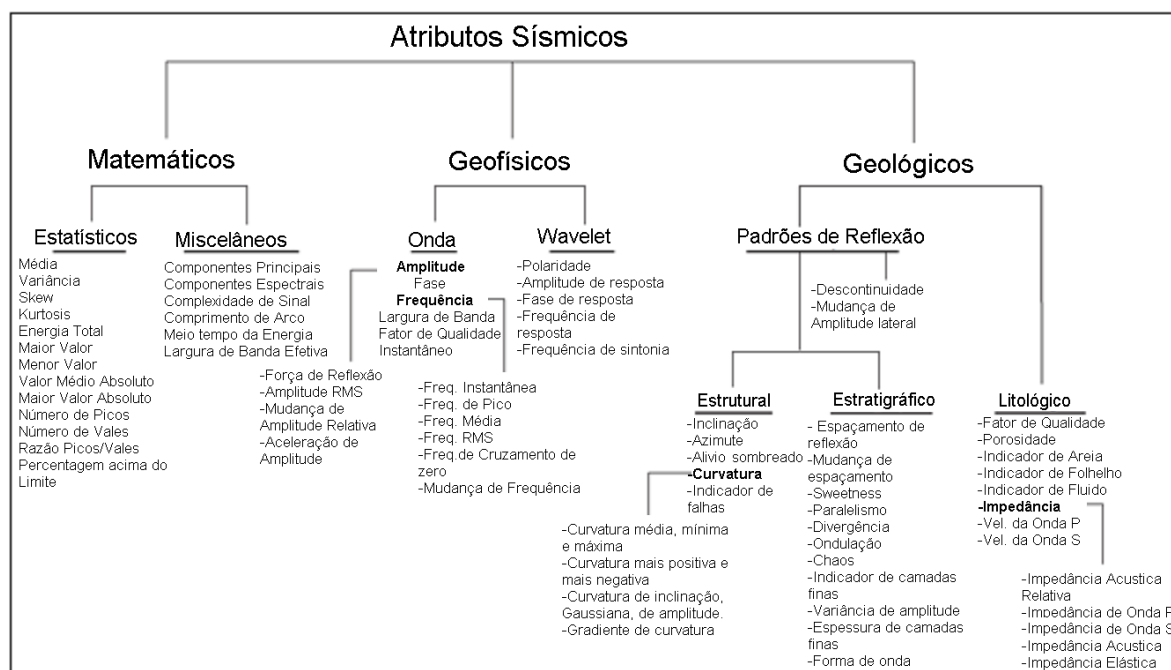 Atributos Sísmicos
Matemáticos
Geofísicos
Geológicos
Estatísticos
Média
Variância
Skew
Kurtosis
Energia Total
Maior Valor
Menor Valor
Valor Médio Absoluto
Maior Valor Absoluto
Número de Picos
Número de Vales
Razão Picos/Vales
Percentagem acima do
Limite
Miscelâneos
Componentes Principais
Componentes Espectrais
Complexidade de Sinal
Comprimento de Arco
Meio tempo da Energia
Largura de Banda Efetiva
Onda
Amplitude
Fase
Frequência
Largura de Banda
Fator de Qualidade
Instantâneo
-Força de Reflexão
-Amplitude RMS
-Mudança de
Amplitude Relativa
-Aceleração de
Amplitude
-Freq. Instantânea
-Freq. de Pico
-Freq. Média
-Freq. RMS
-Freq.de Cruzamento de
zero
-Mudança de Frequência
Wavelet
-Polaridade
-Amplitude de resposta
-Fase de resposta
-Frequência de
resposta
-Frequência de sintonia
Padrões de Reflexão
-Descontinuidade
-Mudança de
Amplitude lateral
Estrutural
-Inclinação
-Azimute
-Alivio sombreado
-Curvatura
-Indicador de
falhas
-Curvatura média, mínima
e máxima
-Curvatura mais positiva e
mais negativa
-Curvatura de inclinação,
Gaussiana, de amplitude.
-Gradiente de curvatura
Estratigráfico
- Espaçamento de
reflexão
-Mudança de
espaçamento
-Sweetness
-Paralelismo
-Divergência
-Ondulação
-Chaos
-Indicador de camadas
finas
-Variância de amplitude
-Espessura de camadas
finas
-Forma de onda
Litológico
-Fator de Qualidade
-Porosidade
-Indicador de Areia
-Indicador de Folhelho
-Indicador de Fluido
-Impedância
-Vel. da Onda P
-Vel. da Onda S
-Impedância Acustica
Relativa
-Impedância de Onda P
-Impedância de Onda S
-Impedância Acustica
-Impedância Elástica